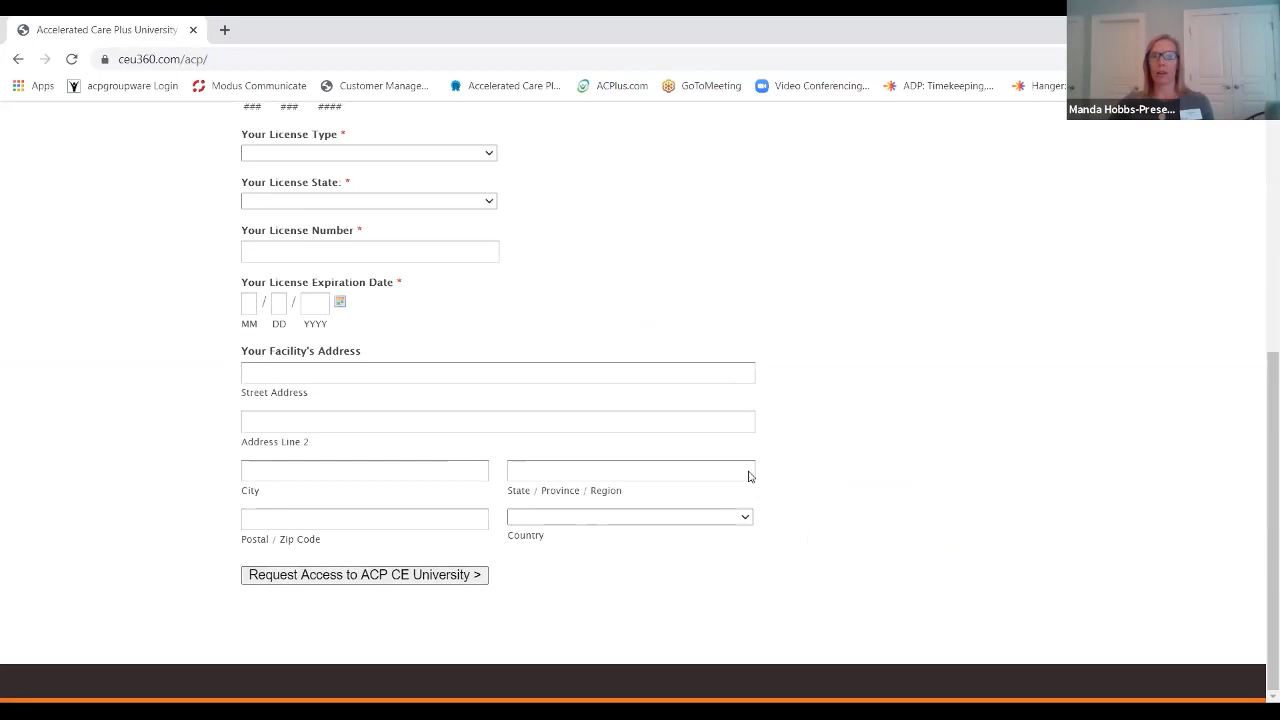 Accelerated Care Plus University
ceu360.com/acp/
Apps acpgroupware Login Modus Communicate Customer Manage... Accelerated Care Pl... ACPlus.com GoToMeeting Video Conferencing... ADP: Timekeeping,... Hanger
Manda Hobbs-Prese...
### ### ####
Your License Type *
Your License State: *
Your License Number *
Your License Expiration Date *
/ /
MM DD YYYY
Your Facility's Address
Street Address
Address Line 2
City State / Province / Region
Postal / Zip Code Country
Request Access to ACP CE University >